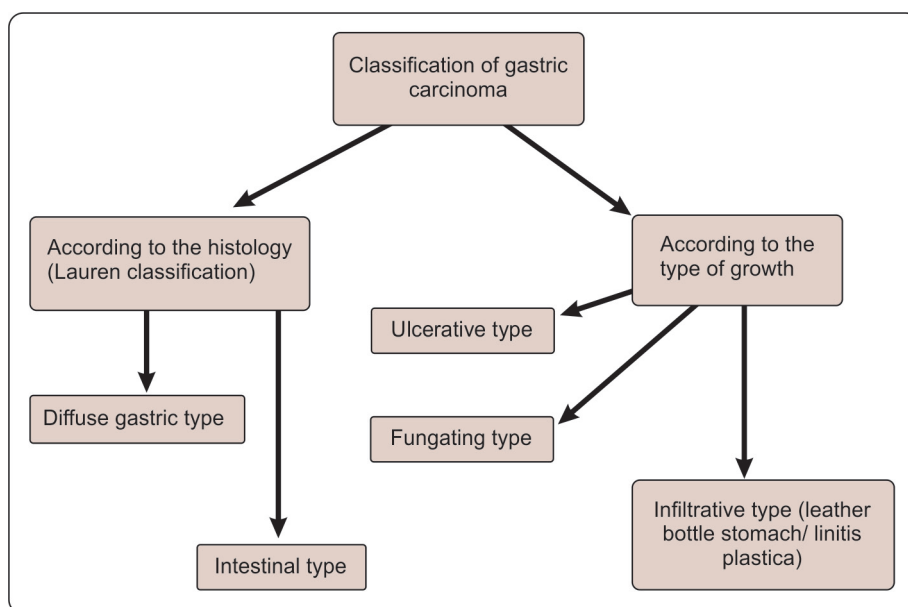 Classification of gastric
carcinoma
According to the histology
(Lauren classification)
According to the
type of growth
Ulcerative type
Diffuse gastric type
Fungating type
Infiltrative type (leather
bottle stomach/ linitis
plastica)
Intestinal type